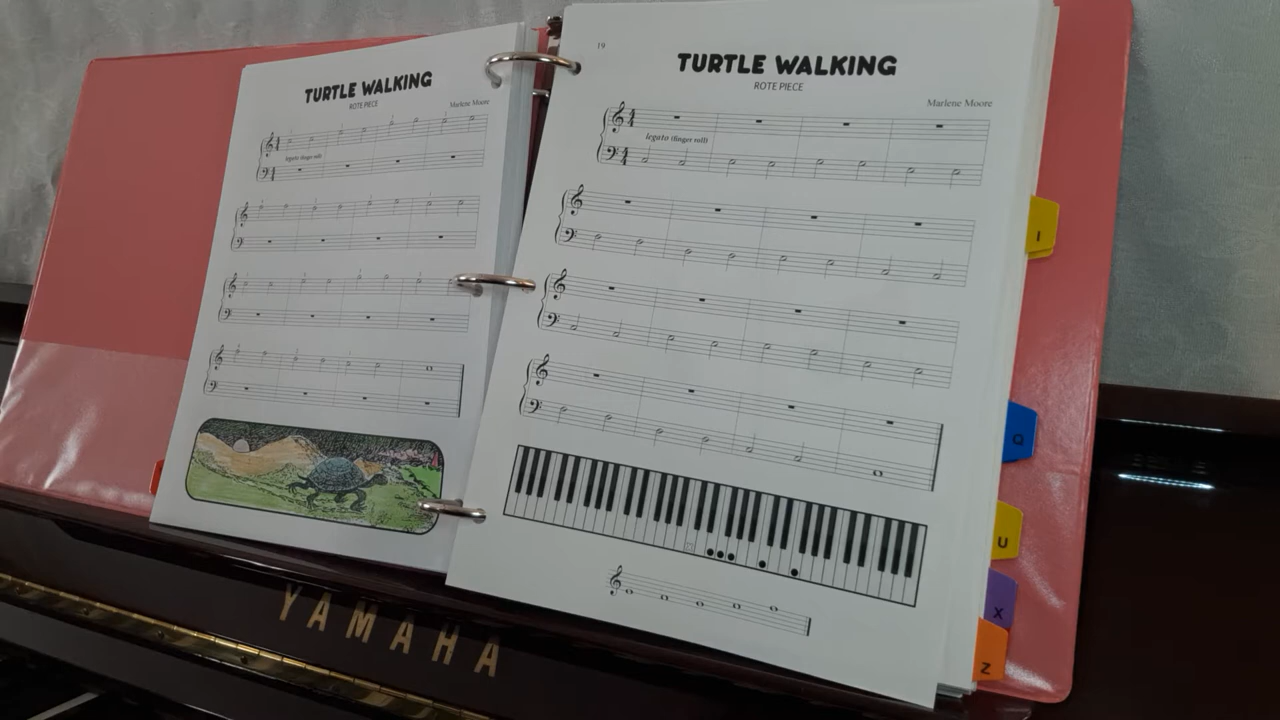 TURTLE WALKING
ROTE PIECE
Marlene Moore
legato (finger roll)
19
TURTLE WALKING
ROTE PIECE
Marlene Moore
legato (finger roll)
I
Q
U
X
Z
YAMAHA